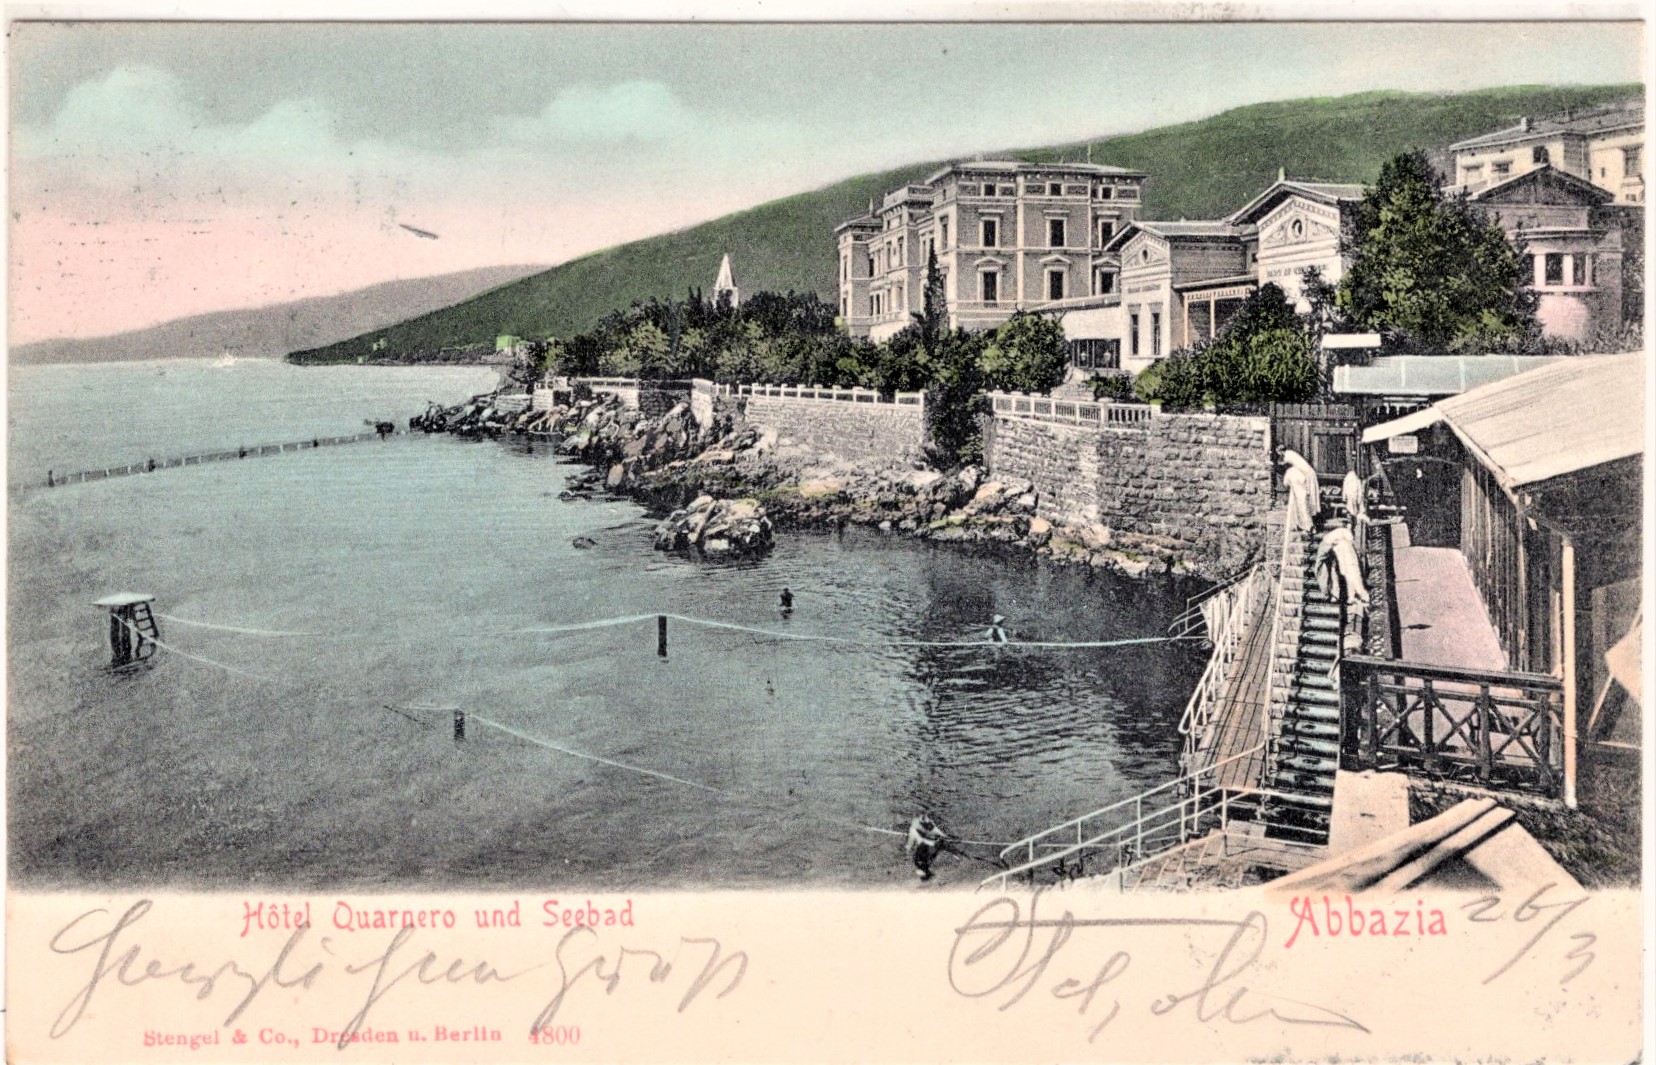 Hôtel Quarnero und Seebad
Abbazia 26/3
Herzlichen Gruß
Stengel & Co., Dresden u. Berlin 4800